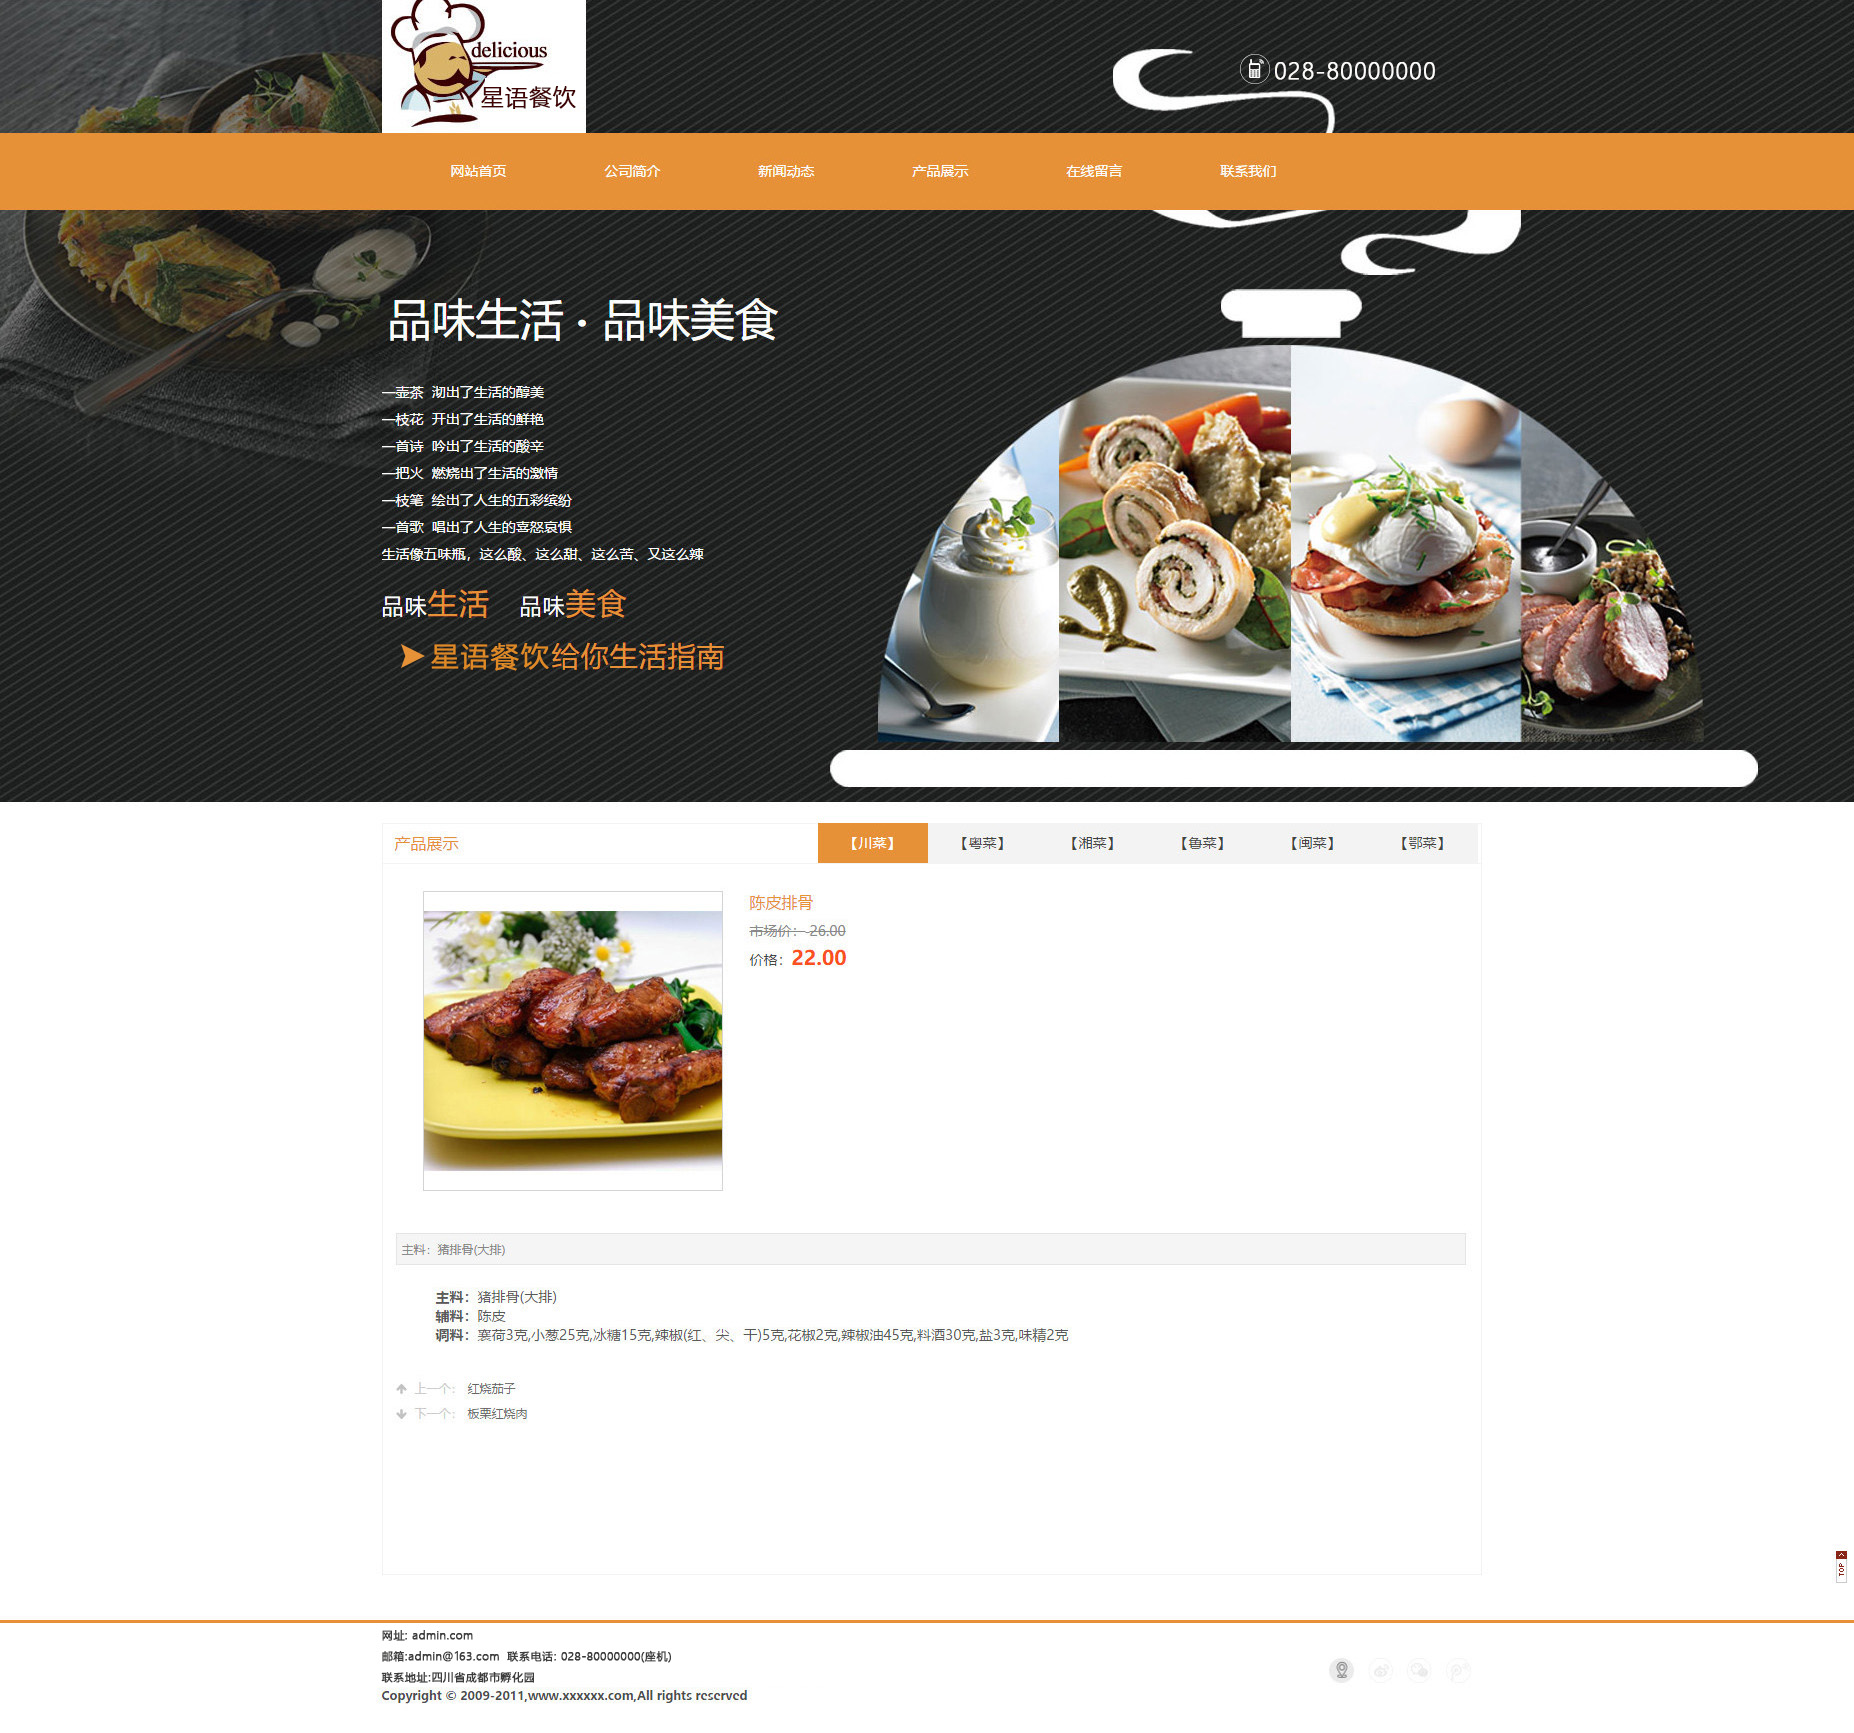 delicious
星语餐饮
028-80000000
网站首页 公司简介 新闻动态 产品展示 在线留言 联系我们
品味生活 · 品味美食
一壶茶 沏出了生活的醇美
一枝花 开出了生活的鲜艳
一首诗 吟出了生活的酸辛
一把火 燃烧出了生活的激情
一枝笔 绘出了人生的五彩缤纷
一首歌 唱出了人生的喜怒哀惧
生活像五味瓶，这么酸、这么甜、这么苦、又这么辣
品味生活 品味美食
➤星语餐饮给你生活指南
产品展示 【川菜】 【粤菜】 【湘菜】 【鲁菜】 【闽菜】 【鄂菜】
陈皮排骨
市场价： 26.00
价格：22.00
主料：猪排骨(大排)
主料：猪排骨(大排)
辅料：陈皮
调料：襄荷3克,小葱25克,冰糖15克,辣椒(红、尖、干)5克,花椒2克,辣椒油45克,料酒30克,盐3克,味精2克
上一个： 红烧茄子
下一个： 板栗红烧肉
TOP
网址: admin.com
邮箱:admin@163.com 联系电话: 028-80000000(座机)
联系地址:四川省成都市孵化园
Copyright © 2009-2011,www.xxxxxx.com,All rights reserved